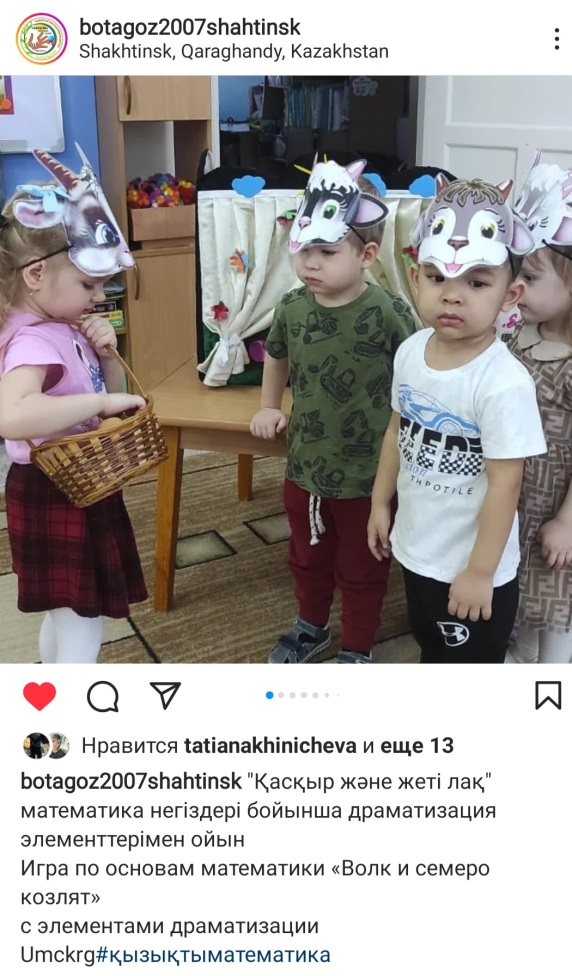 botagoz2007shahtinsk
Shakhtinsk, Qaraghandy, Kazakhstan
Нравится tatianakhinicheva и еще 13
botagoz2007shahtinsk "Қасқыр және жеті лақ"
математика негіздері бойынша драматизация
элементтерімен ойын
Игра по основам математики «Волк и семеро
козлят»
с элементами драматизации
Umckrg#қызықтыматематика